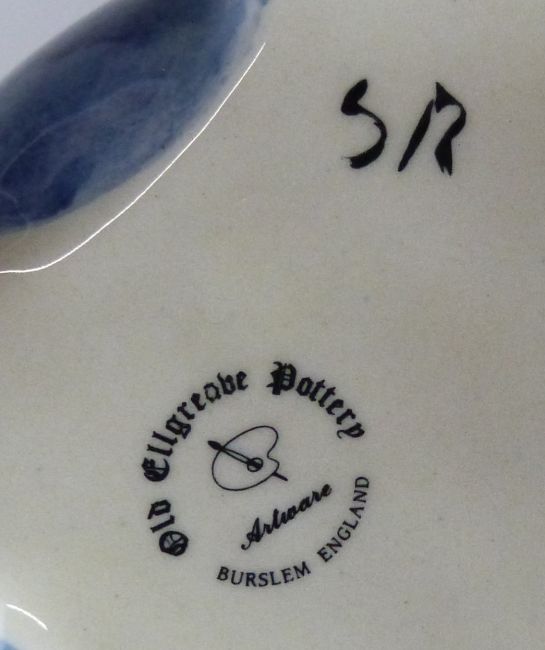 SR
Old Ellgreave Pottery
Artware
BURSLEM ENGLAND